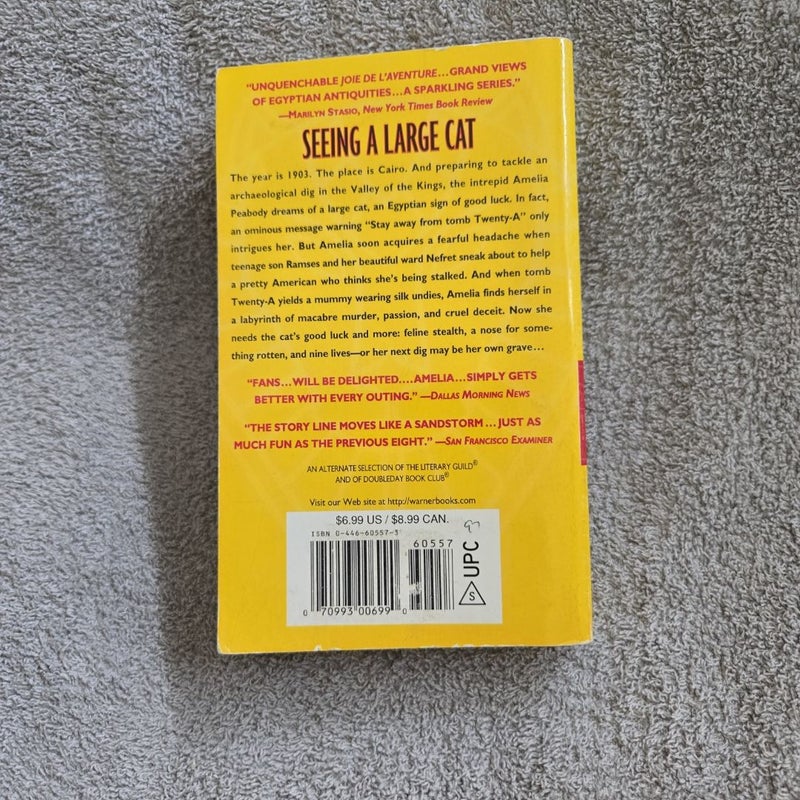 “UNQUENCHABLE JOIE DE L’AVENTURE...GRAND VIEWS
OF EGYPTIAN ANTIQUITIES...A SPARKLING SERIES.”
—MARILYN STASIO, New York Times Book Review
SEEING A LARGE CAT
The year is 1903. The place is Cairo. And preparing to tackle an
archaeological dig in the Valley of the Kings, the intrepid Amelia
Peabody dreams of a large cat, an Egyptian sign of good luck. In fact,
an ominous message warning “Stay away from tomb Twenty-A” only
intrigues her. But Amelia soon acquires a fearful headache when
teenage son Ramses and her beautiful ward Nefret sneak about to help
a pretty American who thinks she’s being stalked. And when tomb
Twenty-A yields a mummy wearing silk undies, Amelia finds herself in
a labyrinth of macabre murder, passion, and cruel deceit. Now she
needs the cat’s good luck and more: feline stealth, a nose for some-
thing rotten, and nine lives—or her next dig may be her own grave...
“FANS...WILL BE DELIGHTED....AMELIA...SIMPLY GETS
BETTER WITH EVERY OUTING.” —DALLAS MORNING NEWS
“THE STORY LINE MOVES LIKE A SANDSTORM...JUST AS
MUCH FUN AS THE PREVIOUS EIGHT.” —SAN FRANCISCO EXAMINER
AN ALTERNATE SELECTION OF THE LITERARY GUILD®
AND OF DOUBLEDAY BOOK CLUB®
Visit our Web site at http://warnerbooks.com
$6.99 US / $8.99 CAN.
ISBN 0-446-60557-3
60557
UPC
S
0 70993 00699 0